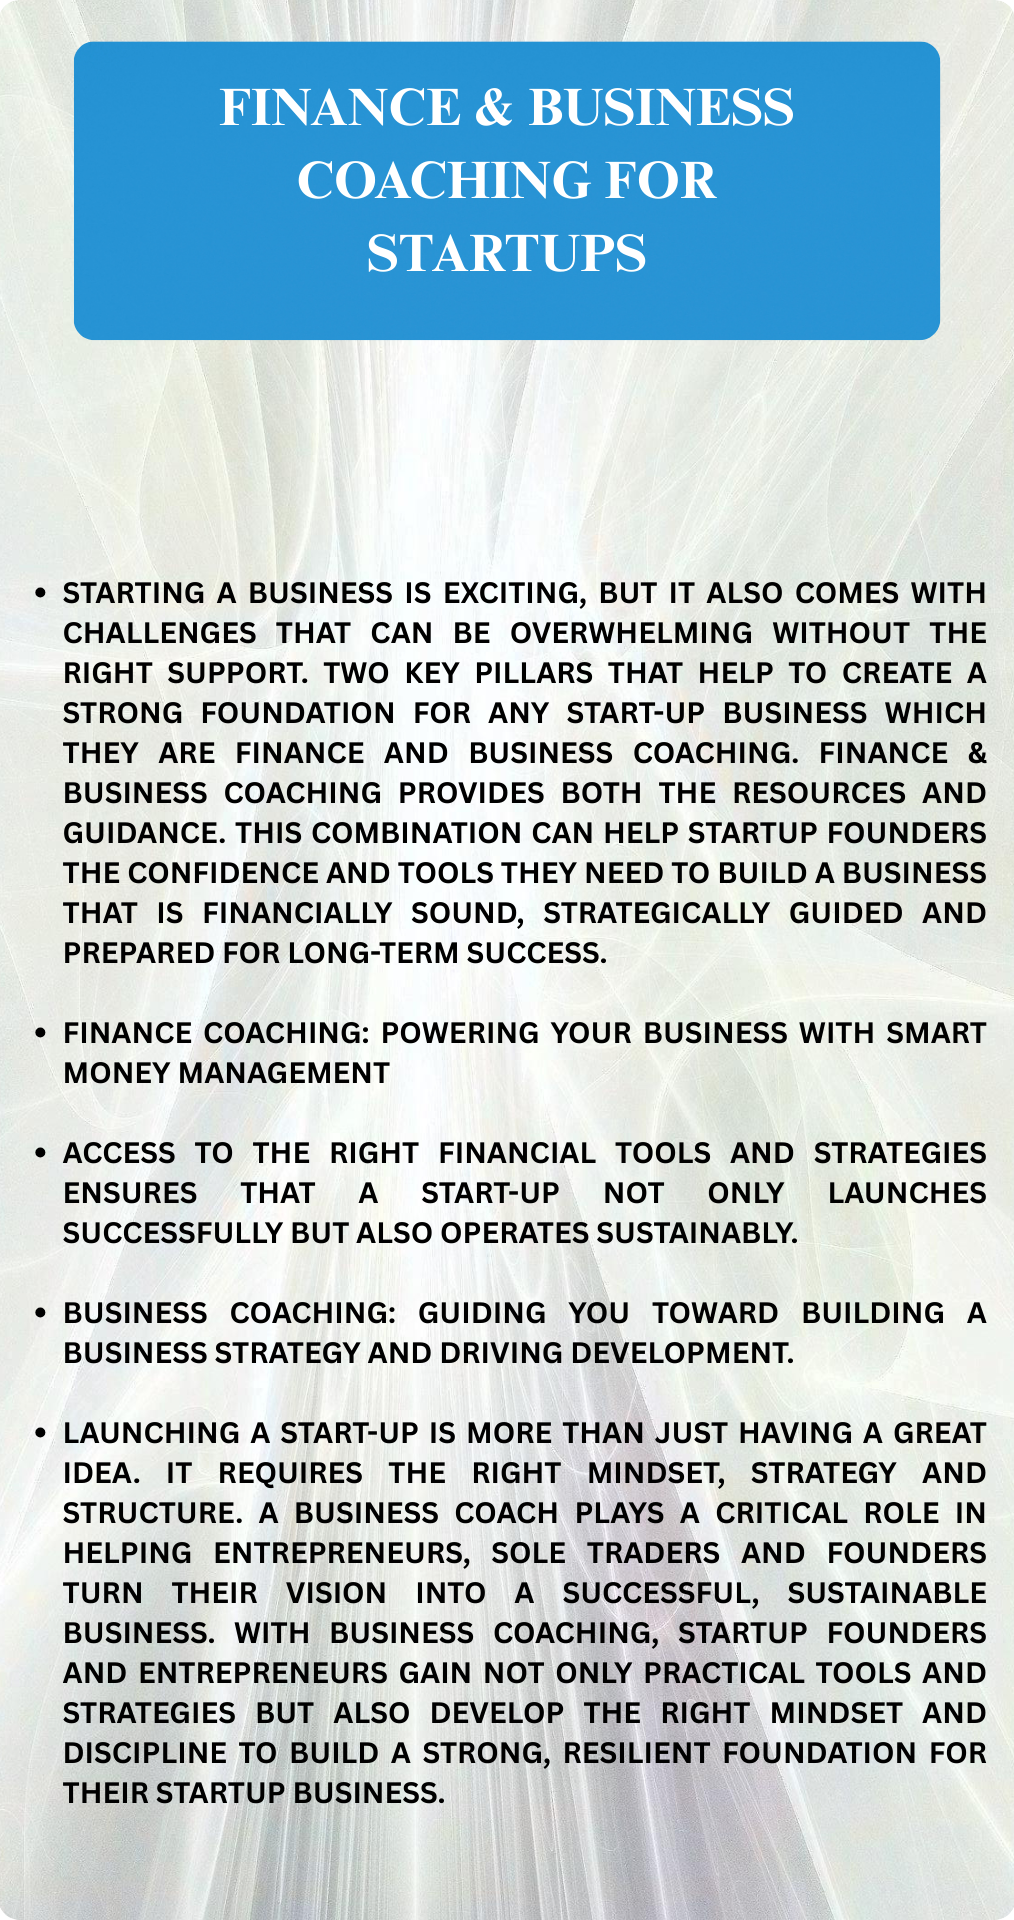 FINANCE & BUSINESS
COACHING FOR
STARTUPS
• STARTING A BUSINESS IS EXCITING, BUT IT ALSO COMES WITH
CHALLENGES THAT CAN BE OVERWHELMING WITHOUT THE
RIGHT SUPPORT. TWO KEY PILLARS THAT HELP TO CREATE A
STRONG FOUNDATION FOR ANY START-UP BUSINESS WHICH
THEY ARE FINANCE AND BUSINESS COACHING. FINANCE &
BUSINESS COACHING PROVIDES BOTH THE RESOURCES AND
GUIDANCE. THIS COMBINATION CAN HELP STARTUP FOUNDERS
THE CONFIDENCE AND TOOLS THEY NEED TO BUILD A BUSINESS
THAT IS FINANCIALLY SOUND, STRATEGICALLY GUIDED AND
PREPARED FOR LONG-TERM SUCCESS.
• FINANCE COACHING: POWERING YOUR BUSINESS WITH SMART
MONEY MANAGEMENT
• ACCESS TO THE RIGHT FINANCIAL TOOLS AND STRATEGIES
ENSURES THAT A START-UP NOT ONLY LAUNCHES
SUCCESSFULLY BUT ALSO OPERATES SUSTAINABLY.
• BUSINESS COACHING: GUIDING YOU TOWARD BUILDING A
BUSINESS STRATEGY AND DRIVING DEVELOPMENT.
• LAUNCHING A START-UP IS MORE THAN JUST HAVING A GREAT
IDEA. IT REQUIRES THE RIGHT MINDSET, STRATEGY AND
STRUCTURE. A BUSINESS COACH PLAYS A CRITICAL ROLE IN
HELPING ENTREPRENEURS, SOLE TRADERS AND FOUNDERS
TURN THEIR VISION INTO A SUCCESSFUL, SUSTAINABLE
BUSINESS. WITH BUSINESS COACHING, STARTUP FOUNDERS
AND ENTREPRENEURS GAIN NOT ONLY PRACTICAL TOOLS AND
STRATEGIES BUT ALSO DEVELOP THE RIGHT MINDSET AND
DISCIPLINE TO BUILD A STRONG, RESILIENT FOUNDATION FOR
THEIR STARTUP BUSINESS.